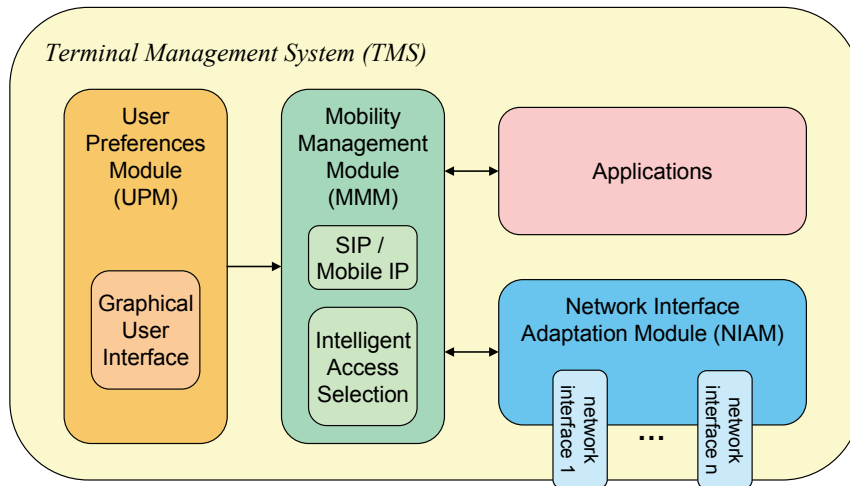 Terminal Management System (TMS)
User
Preferences
Module
(UPM)
Graphical
User
Interface
Mobility
Management
Module
(MMM)
SIP /
Mobile IP
Intelligent
Access
Selection
Applications
Network Interface
Adaptation Module (NIAM)
network
interface 1
...
network
interface n